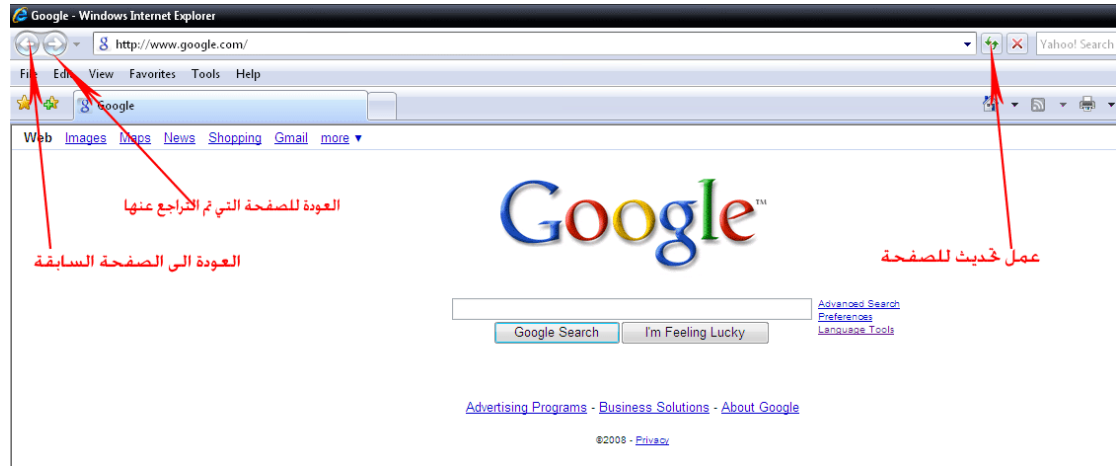 Google - Windows Internet Explorer
http://www.google.com/
Yahoo! Search
File Edit View Favorites Tools Help
Google
Web Images Maps News Shopping Gmail more
العودة للصفحة التي تم التراجع عنها
العودة الى الصفحة السابقة
Google™
عمل تحديث للصفحة
Advanced Search
Preferences
Language Tools
Google Search I'm Feeling Lucky
Advertising Programs - Business Solutions - About Google
©2008 - Privacy